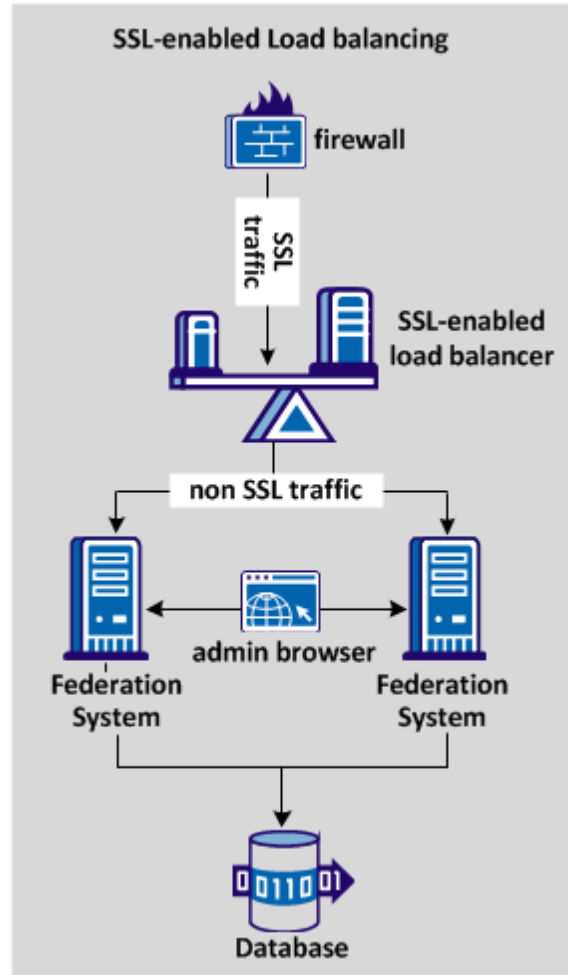 SSL-enabled Load balancing
firewall
SSL
traffic
SSL-enabled
load balancer
non SSL traffic
admin browser
Federation
System
Federation
System
0 0110 01
Database